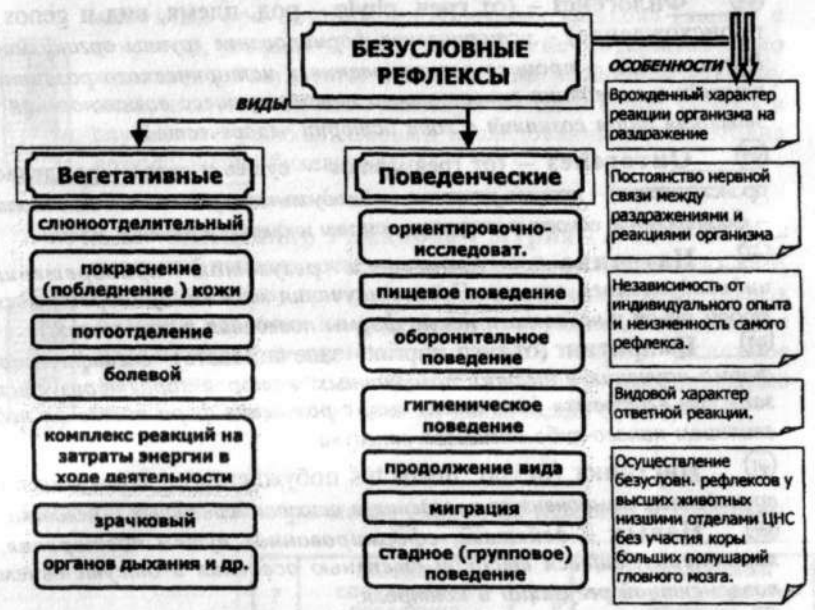 БЕЗУСЛОВНЫЕ
РЕФЛЕКСЫ
ВИДЫ
ОСОБЕННОСТИ
Вегетативные
слюноотделительный
покраснение
(побледнение ) кожи
потоотделение
болевой
комплекс реакций на
затраты энергии в
ходе деятельности
зрачковый
органов дыхания и др.
Поведенческие
ориентировочно-
исследоват.
пищевое поведение
оборонительное
поведение
гигиеническое
поведение
продолжение вида
миграция
стадное (групповое)
поведение
Врожденный характер
реакции организма на
раздражение
Постоянство нервной
связи между
раздражениями и
реакциями организма
Независимость от
индивидуального опыта
и неизменность самого
рефлекса.
Видовой характер
ответной реакции.
Осуществление
безусловн. рефлексов у
высших животных
низшими отделами ЦНС
без участия коры
больших полушарий
головного мозга.